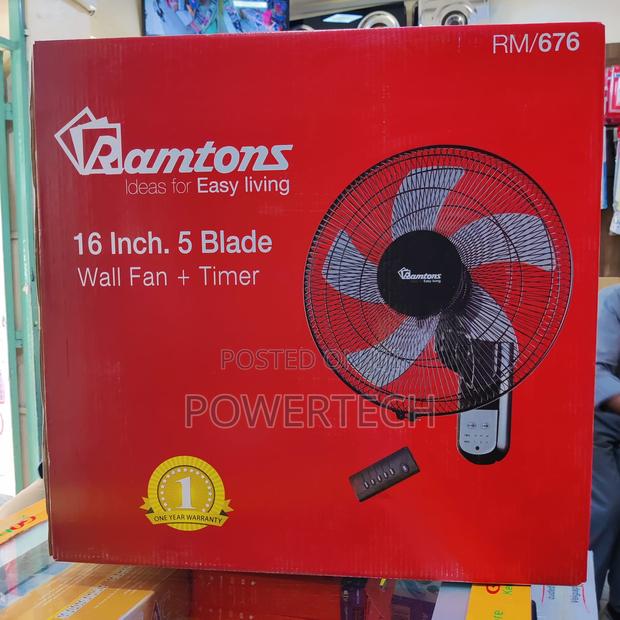 RM/676
Ramtons
Ideas for Easy living
16 Inch. 5 Blade
Wall Fan + Timer
Ramtons
Easy living
POSTED ON
POWERTECH
1
ONE YEAR WARRANTY